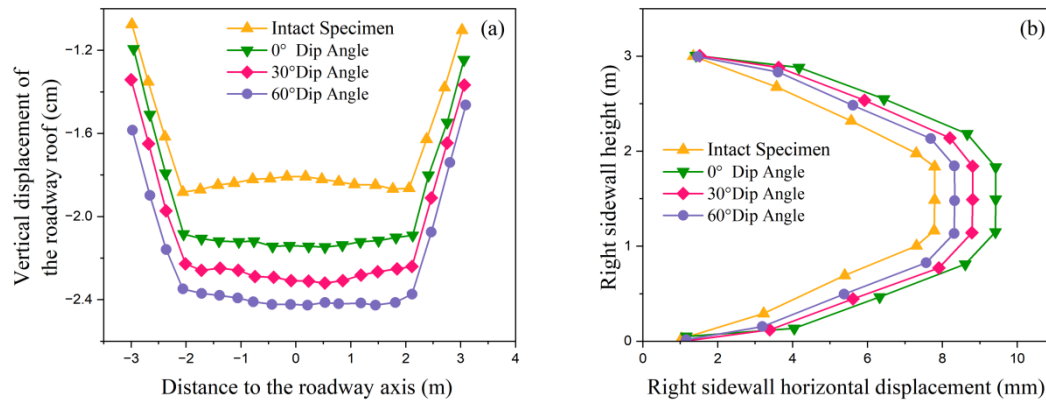 (a)
Intact Specimen
0° Dip Angle
30°Dip Angle
60°Dip Angle
Vertical displacement of
the roadway roof (cm)
−1.2
−1.6
−2.0
−2.4
−3 −2 −1 0 1 2 3 4
Distance to the roadway axis (m)
(b)
Intact Specimen
0° Dip Angle
30°Dip Angle
60°Dip Angle
Right sidewall height (m)
3
2
1
0
0 2 4 6 8 10
Right sidewall horizontal displacement (mm)